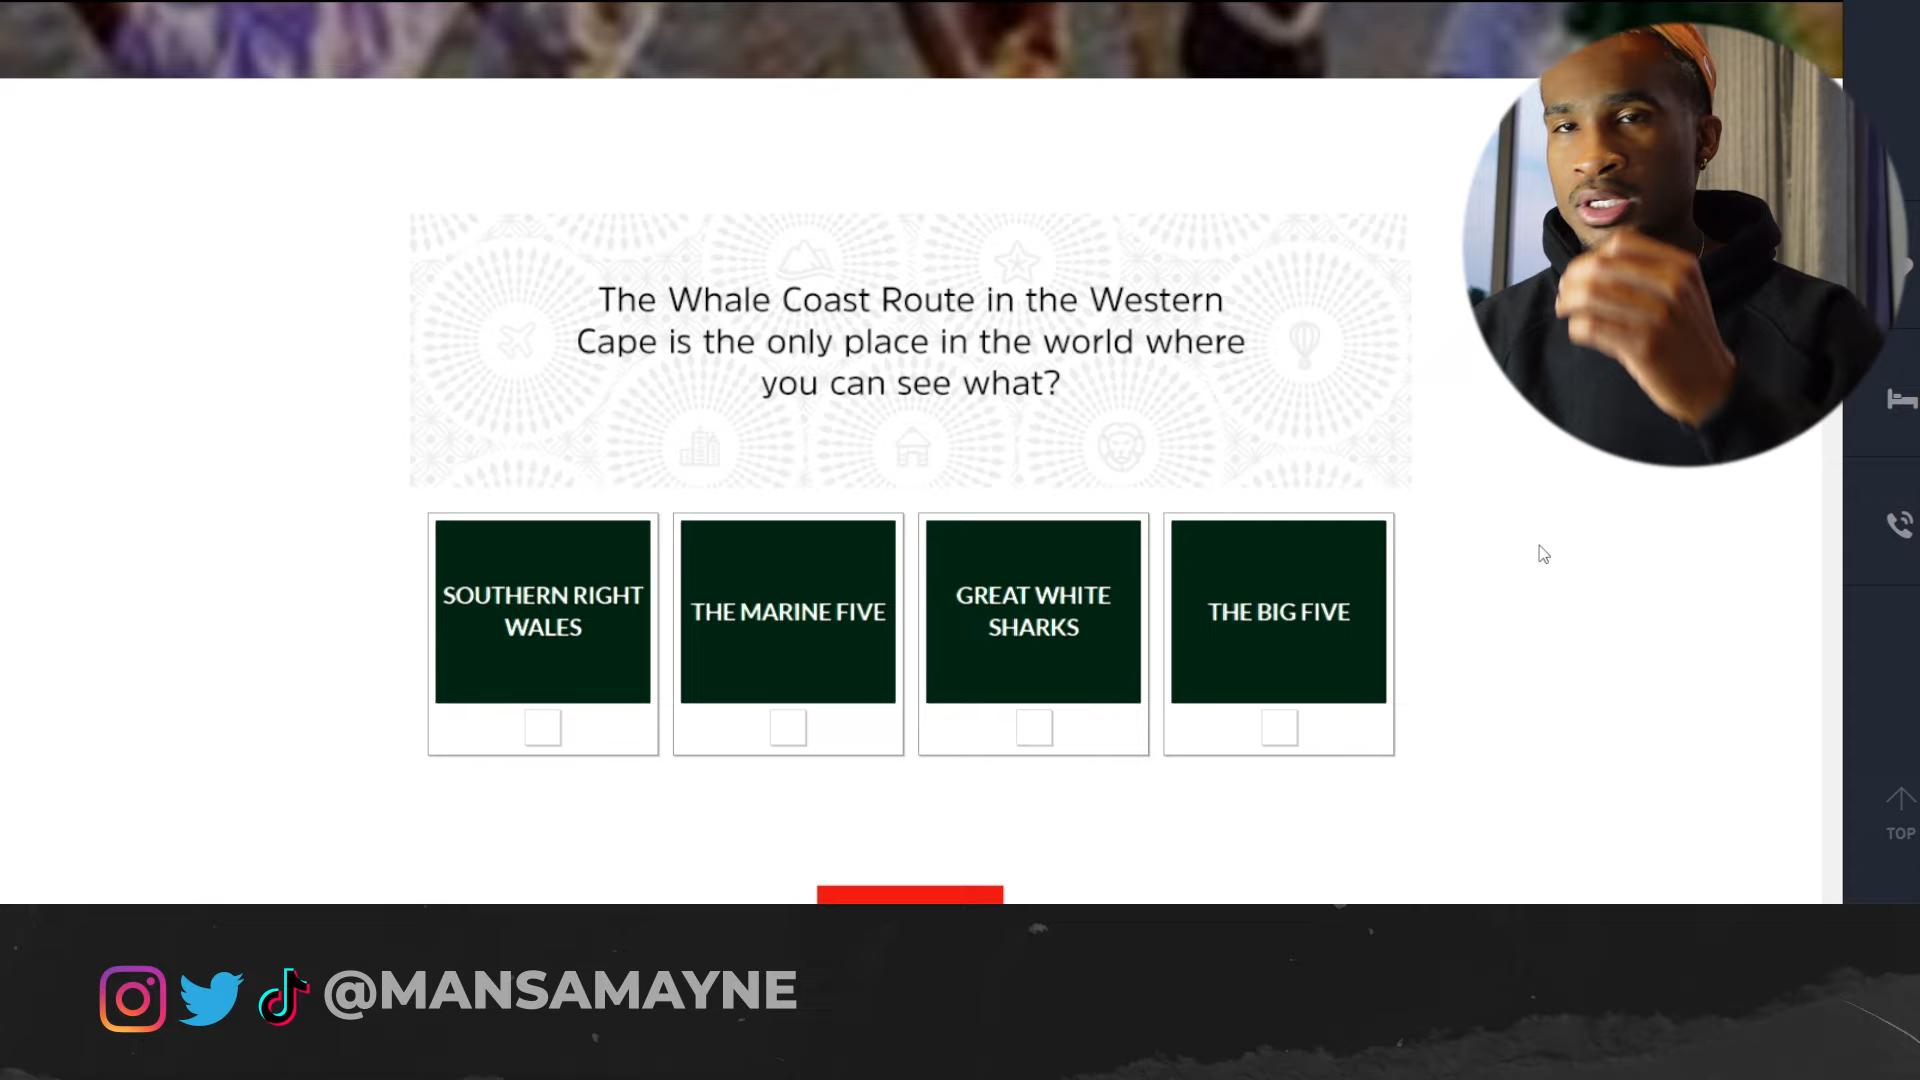 The Whale Coast Route in the Western
Cape is the only place in the world where
you can see what?
SOUTHERN RIGHT
WALES
THE MARINE FIVE
GREAT WHITE
SHARKS
THE BIG FIVE
TOP
@MANSAMAYNE